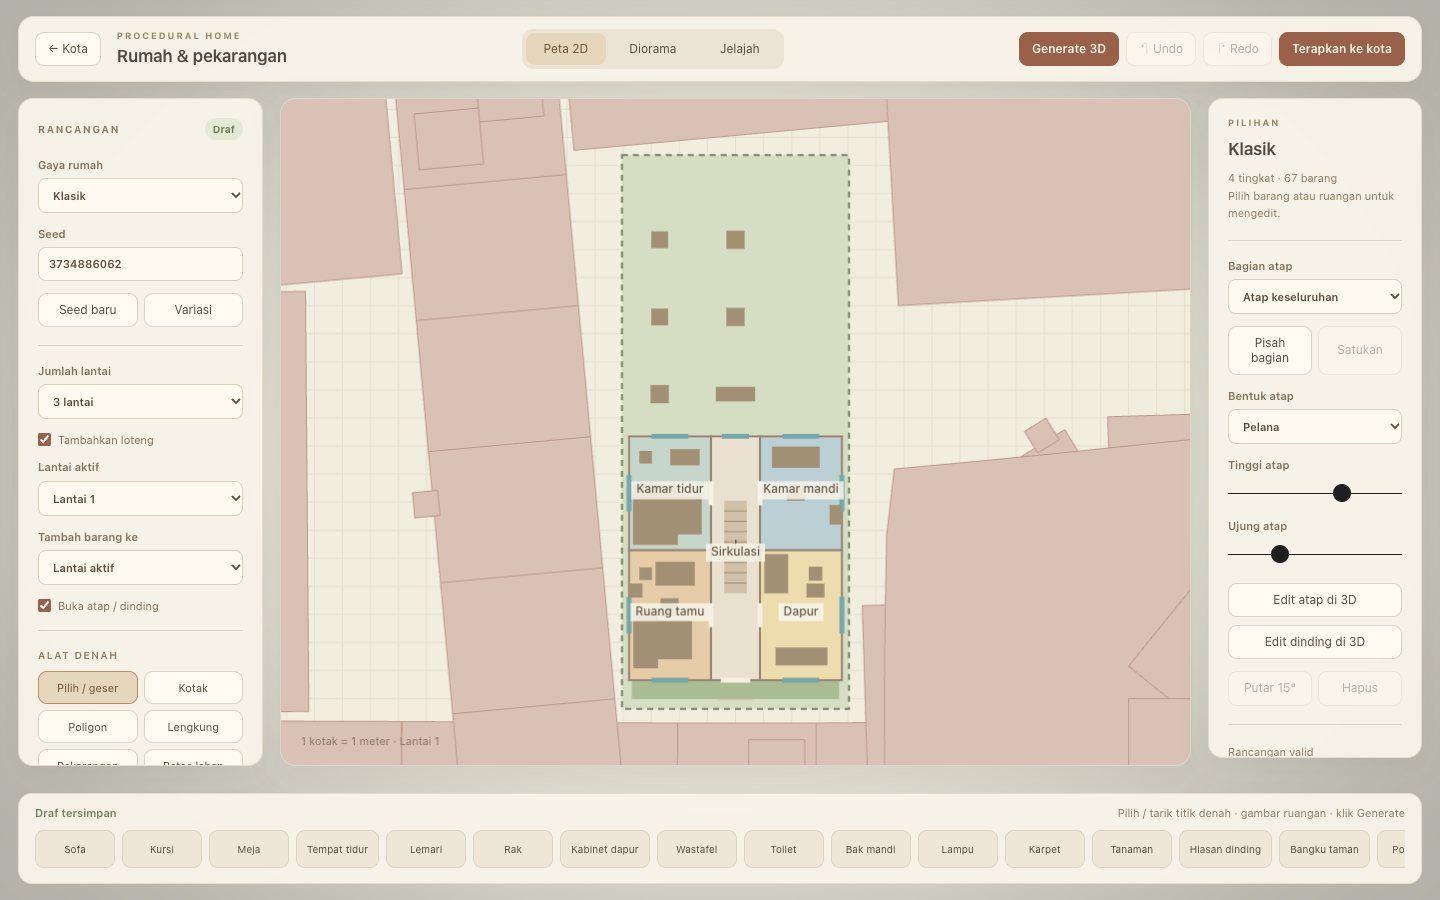 ← Kota
PROCEDURAL HOME
Rumah & pekarangan
Peta 2D
Diorama
Jelajah
Generate 3D
Undo
Redo
Terapkan ke kota
RANCANGAN
Draf
Gaya rumah
Klasik
Seed
3734886062
Seed baru
Variasi
Jumlah lantai
3 lantai
Tambahkan loteng
Lantai aktif
Lantai 1
Tambah barang ke
Lantai aktif
Buka atap / dinding
ALAT DENAH
Pilih / geser
Kotak
Poligon
Lengkung
Pekarangan
Batas lahan
Kamar tidur
Kamar mandi
Sirkulasi
Ruang tamu
Dapur
1 kotak = 1 meter · Lantai 1
PILIHAN
Klasik
4 tingkat · 67 barang
Pilih barang atau ruangan untuk
mengedit.
Bagian atap
Atap keseluruhan
Pisah
bagian
Satukan
Bentuk atap
Pelana
Tinggi atap
Ujung atap
Edit atap di 3D
Edit dinding di 3D
Putar 15°
Hapus
Rancangan valid
Draf tersimpan
Pilih / tarik titik denah · gambar ruangan · klik Generate
Sofa
Kursi
Meja
Tempat tidur
Lemari
Rak
Kabinet dapur
Wastafel
Toilet
Bak mandi
Lampu
Karpet
Tanaman
Hiasan dinding
Bangku taman
Po